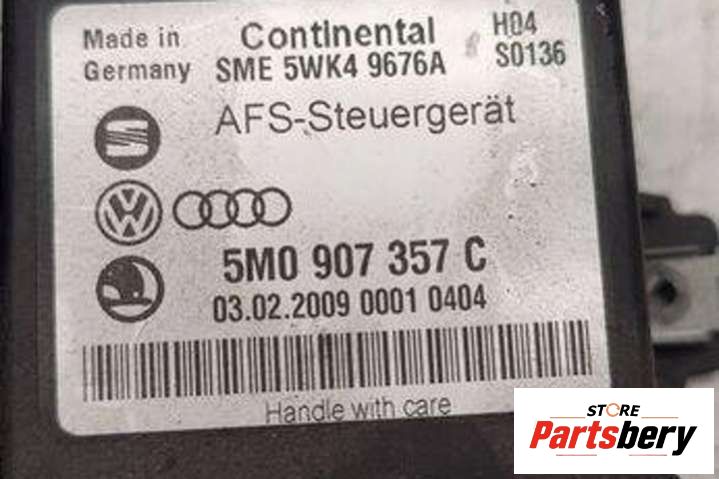 Made in Germany
Continental
SME 5WK4 9676A
H04
S0136
AFS-Steuergerät
5M0 907 357 C
03.02.2009 0001 0404
Handle with care
STORE
Partsbery